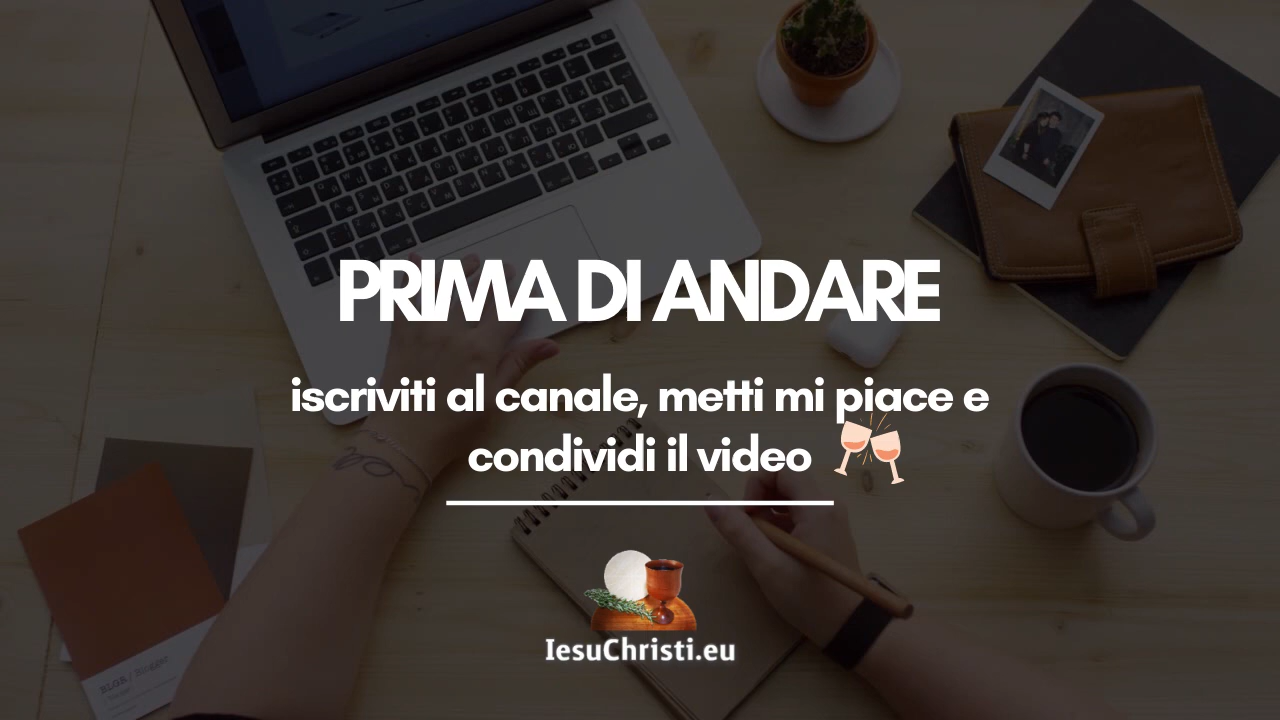 PRIMA DI ANDARE
iscriviti al canale, metti mi piace e
condividi il video
IesuChristi.eu